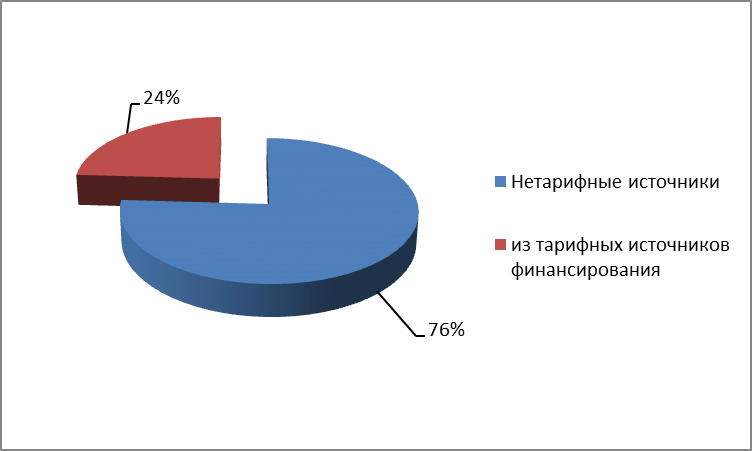 24%
Нетарифные источники
из тарифных источников
финансирования
76%